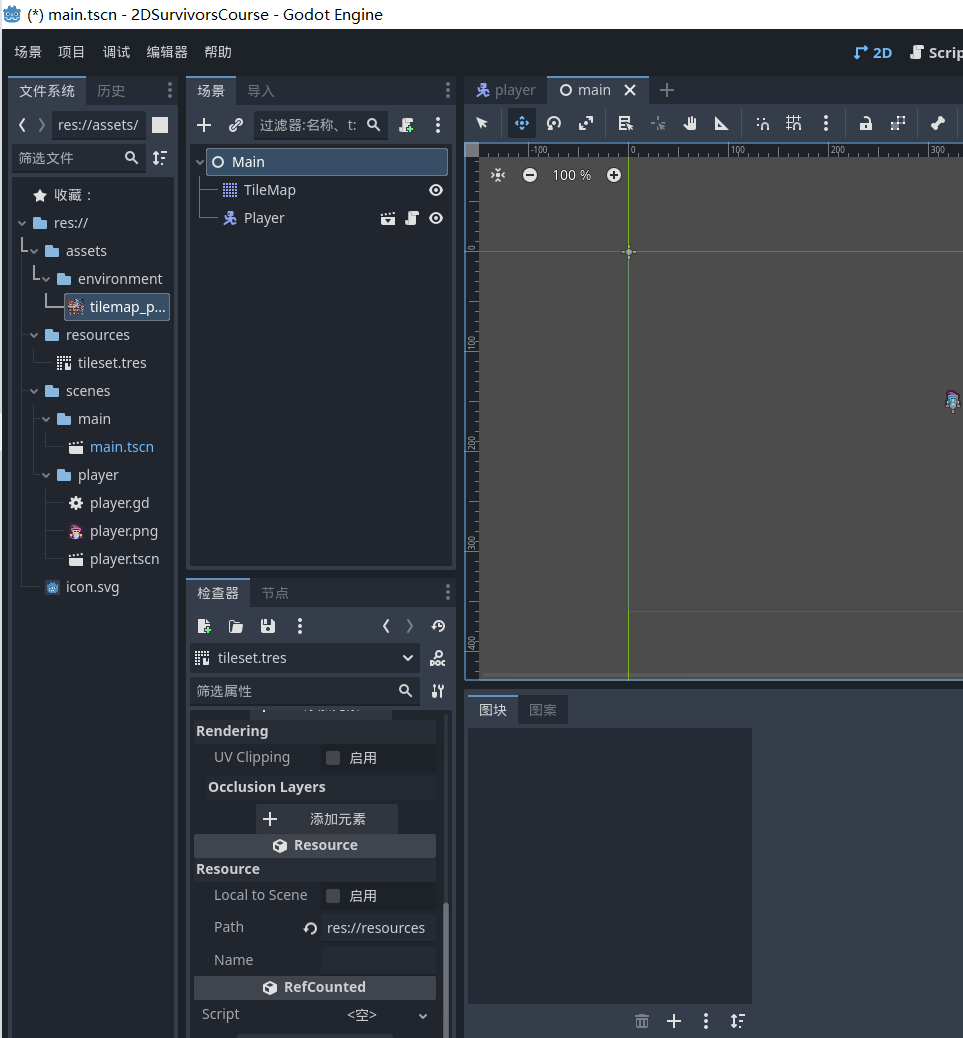 (*) main.tscn - 2DSurvivorsCourse - Godot Engine
场景 项目 调试 编辑器 帮助
2D Scrip
文件系统 历史
res://assets/
筛选文件
收藏：
res://
assets
environment
tilemap_p...
resources
tileset.tres
scenes
main
main.tscn
player
player.gd
player.png
player.tscn
icon.svg
场景 导入
过滤器:名称、t:
Main
TileMap
Player
检查器 节点
tileset.tres
DOC
筛选属性
Rendering
UV Clipping 启用
Occlusion Layers
添加元素
Resource
Resource
Local to Scene 启用
Path res://resources
Name
RefCounted
Script <空>
player main
-100 0 100 200 300
100 %
0
100
200
300
400
图块 图案